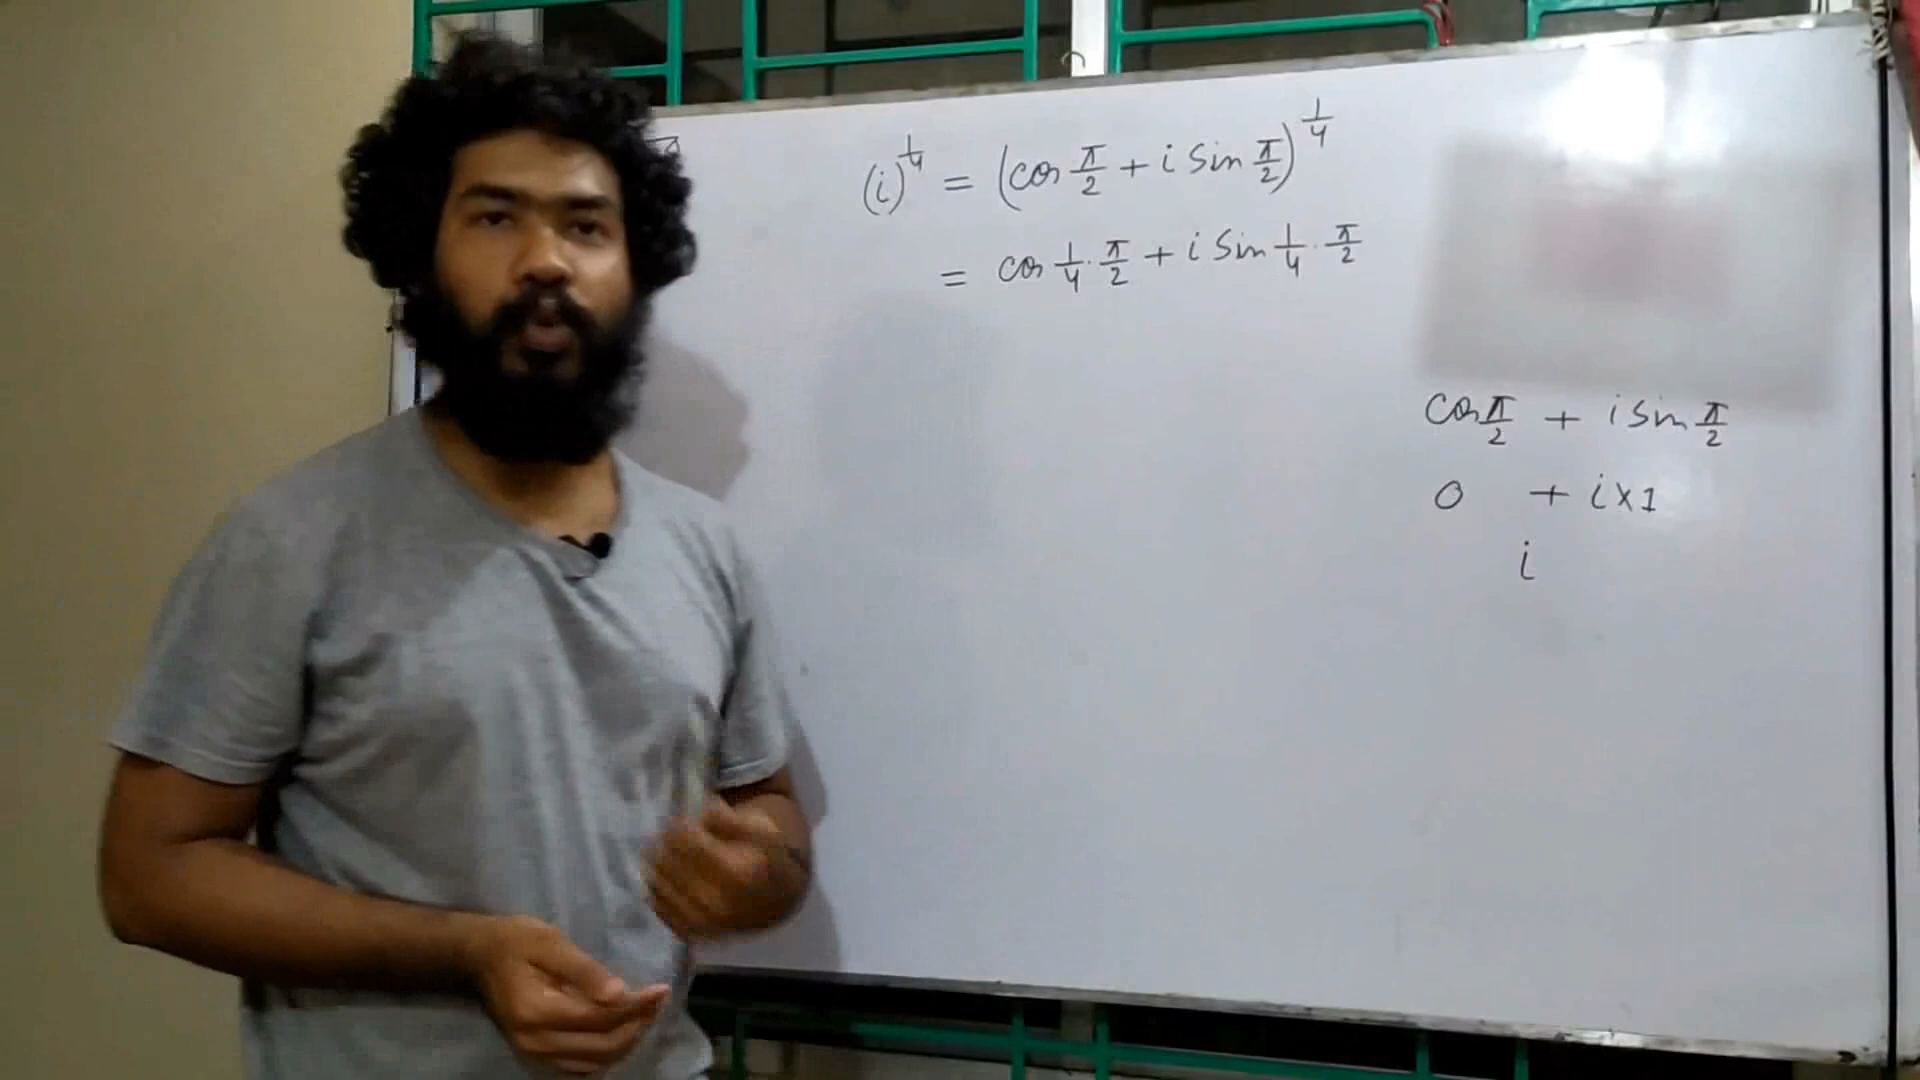 (i)^{1/4} = (cos π/2 + i sin π/2)^{1/4}
= cos 1/4 · π/2 + i sin 1/4 · π/2
cos π/2 + i sin π/2
0 + i×1
i